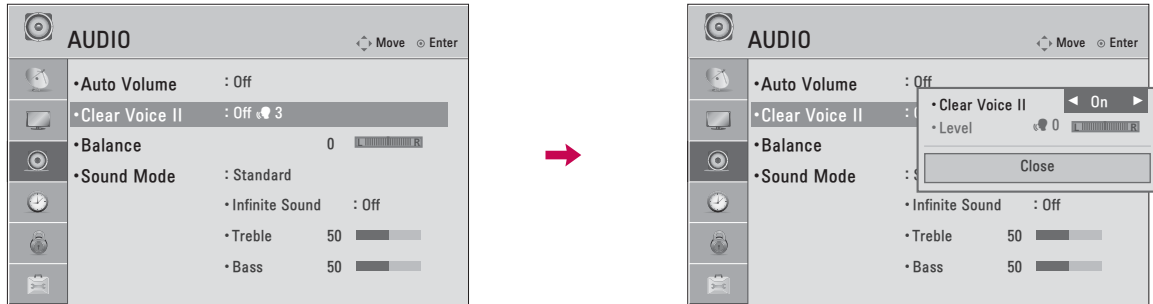 AUDIO
Move Enter
•Auto Volume : Off
•Clear Voice II : Off 3
•Balance 0 L R
•Sound Mode : Standard
•Infinite Sound : Off
•Treble 50
•Bass 50
AUDIO
Move Enter
•Auto Volume : Off
•Clear Voice II :
•Balance
•Sound Mode :
•Clear Voice II ◄ On ►
•Level 0 L R
Close
•Infinite Sound : Off
•Treble 50
•Bass 50